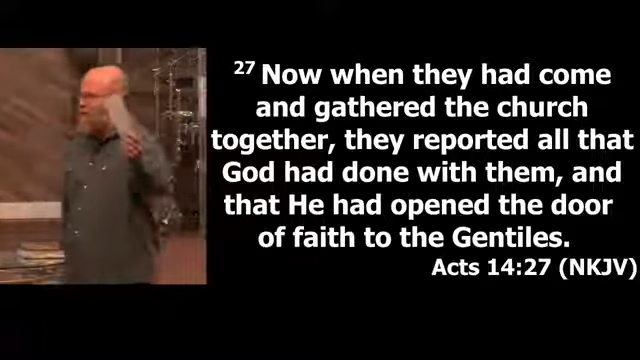 27 Now when they had come
and gathered the church
together, they reported all that
God had done with them, and
that He had opened the door
of faith to the Gentiles.
Acts 14:27 (NKJV)